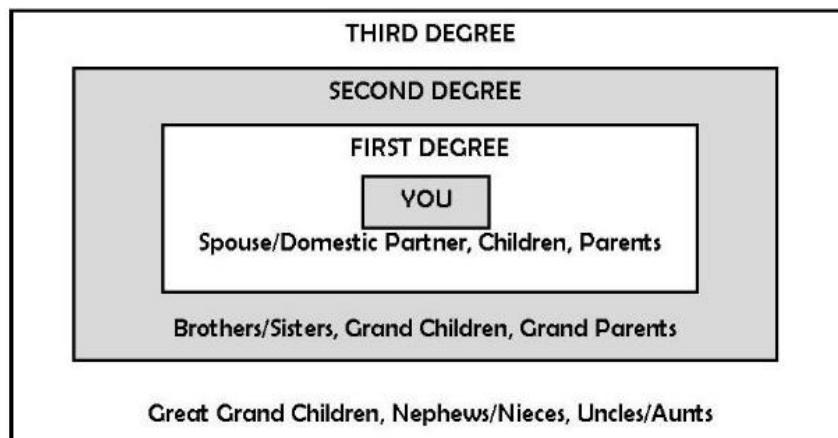 THIRD DEGREE
SECOND DEGREE
FIRST DEGREE
YOU
Spouse/Domestic Partner, Children, Parents
Brothers/Sisters, Grand Children, Grand Parents
Great Grand Children, Nephews/Nieces, Uncles/Aunts